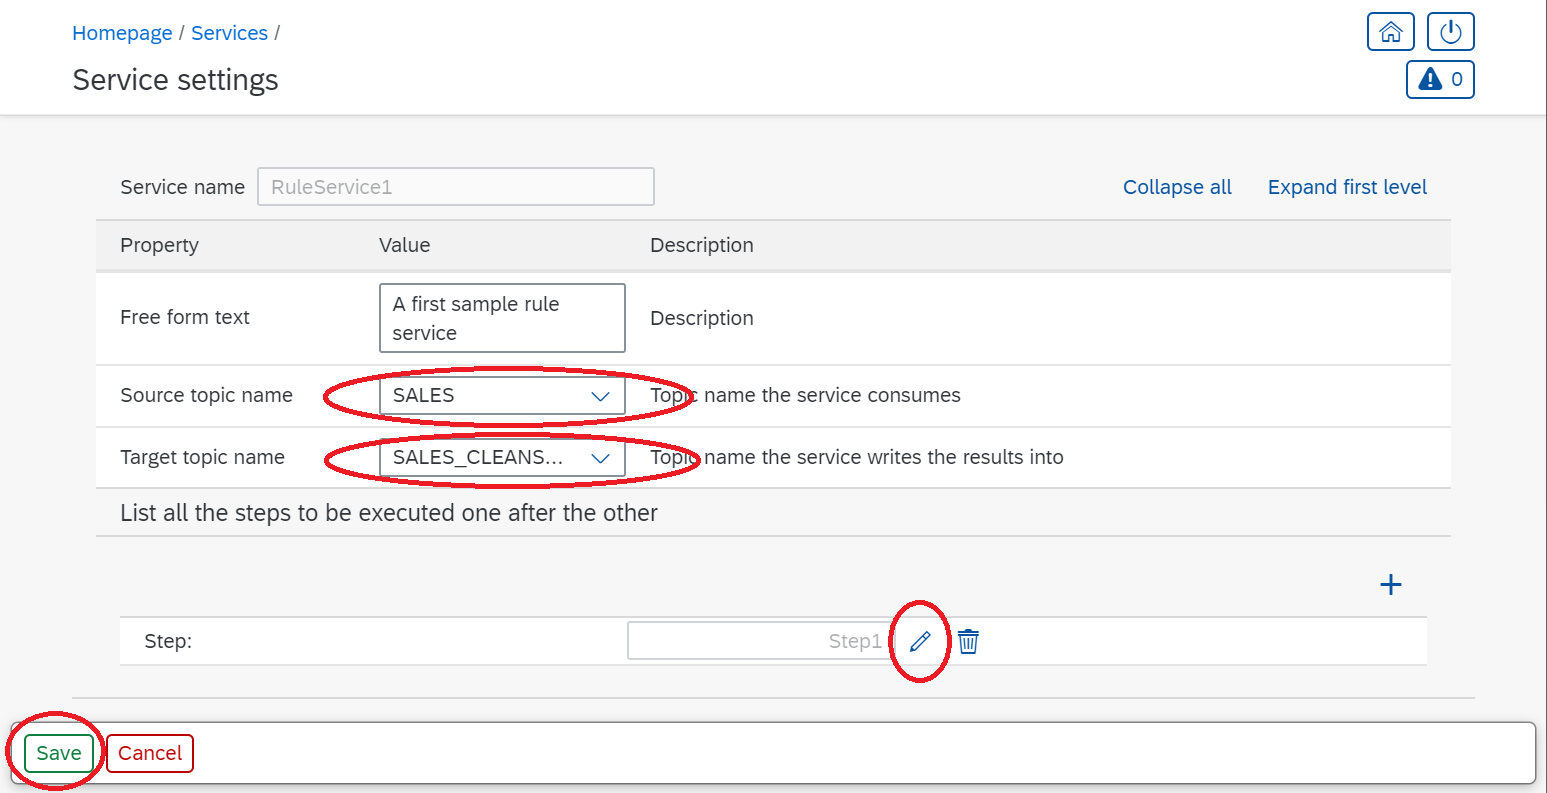 Homepage / Services /
Service settings
0
Service name RuleService1 Collapse all Expand first level
Property Value Description
Free form text A first sample rule service Description
Source topic name SALES Topic name the service consumes
Target topic name SALES_CLEANS... Topic name the service writes the results into
List all the steps to be executed one after the other
+
Step: Step1
Save Cancel